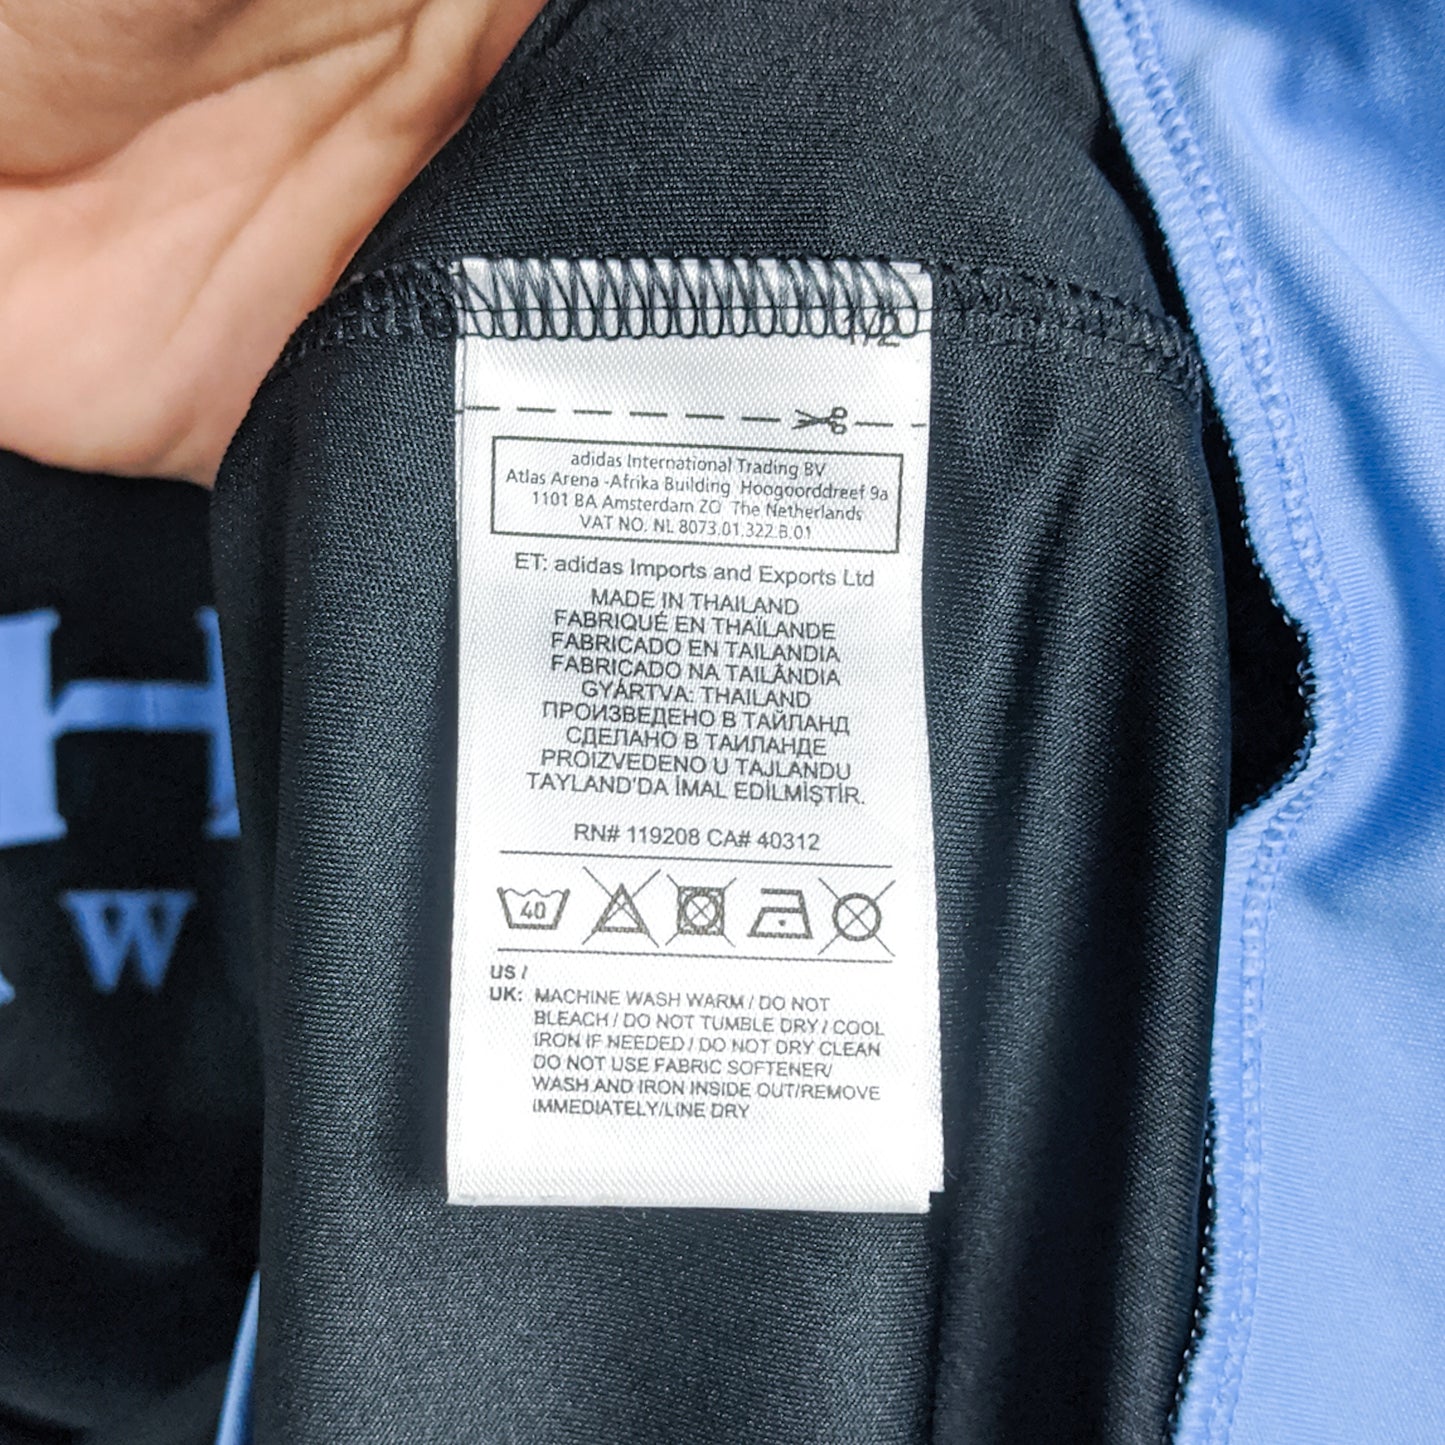 1/2
adidas International Trading BV
Atlas Arena -Afrika Building Hoogoorddreef 9a
1101 BA Amsterdam ZO The Netherlands
VAT NO. NL 8073.01.322.B.01
ET: adidas Imports and Exports Ltd
MADE IN THAILAND
FABRIQUÉ EN THAÏLANDE
FABRICADO EN TAILANDIA
FABRICADO NA TAILÂNDIA
GYÁRTVA: THAILAND
ПРОИЗВЕДЕНО В ТАЙЛАНД
СДЕЛАНО В ТАИЛАНДЕ
PROIZVEDENO U TAJLANDU
TAYLAND'DA İMAL EDİLMİŞTİR.
RN# 119208 CA# 40312
40
US /
UK: MACHINE WASH WARM / DO NOT
BLEACH / DO NOT TUMBLE DRY / COOL
IRON IF NEEDED / DO NOT DRY CLEAN
DO NOT USE FABRIC SOFTENER/
WASH AND IRON INSIDE OUT/REMOVE
IMMEDIATELY/LINE DRY
H
W